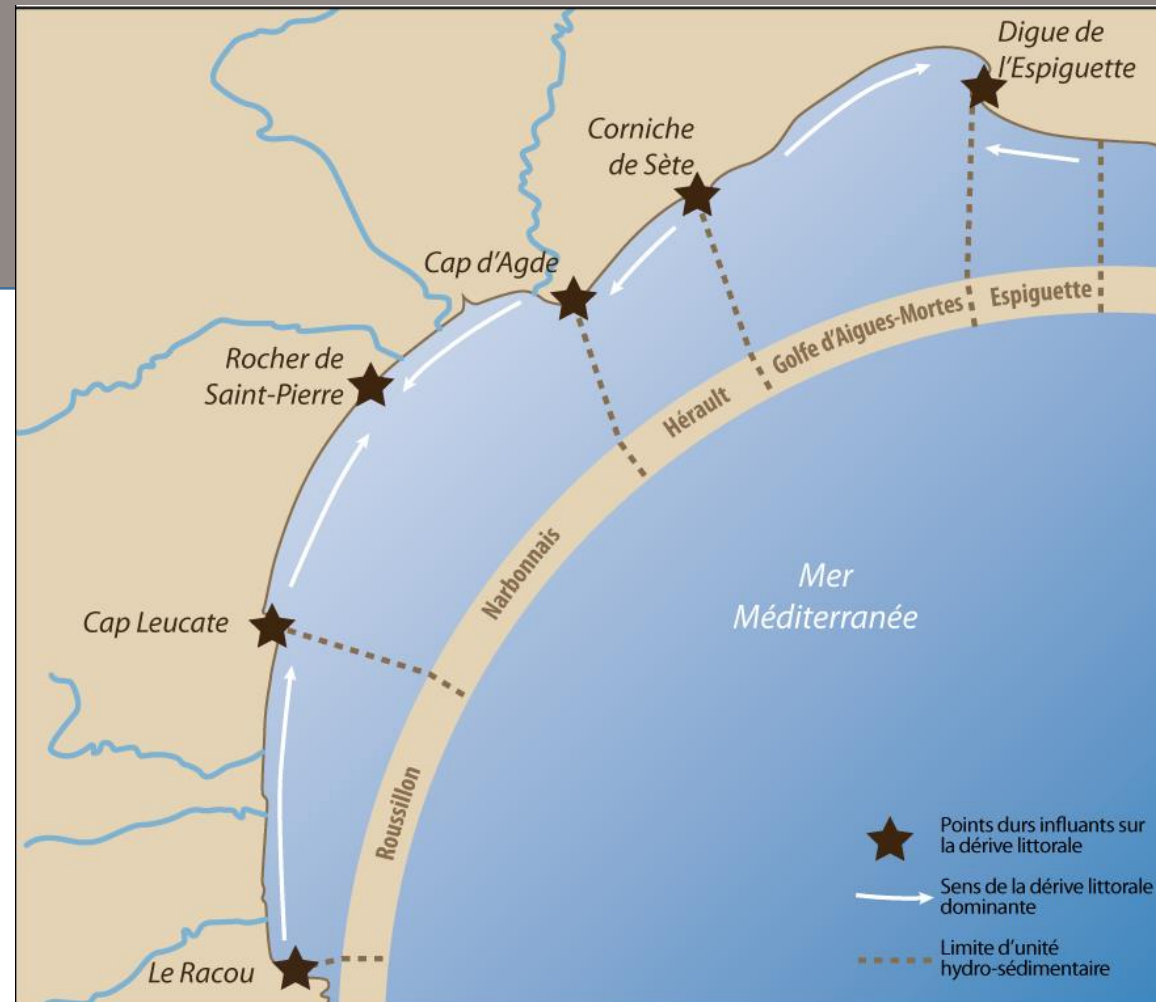 Digue de
l'Espiguette
Corniche
de Sète
Cap d'Agde
Rocher de
Saint-Pierre
Cap Leucate
Le Racou
Espiguette
Golfe d'Aigues-Mortes
Hérault
Narbonnais
Roussillon
Mer
Méditerranée
Points durs influants sur
la dérive littorale
Sens de la dérive littorale
dominante
Limite d'unité
hydro-sédimentaire